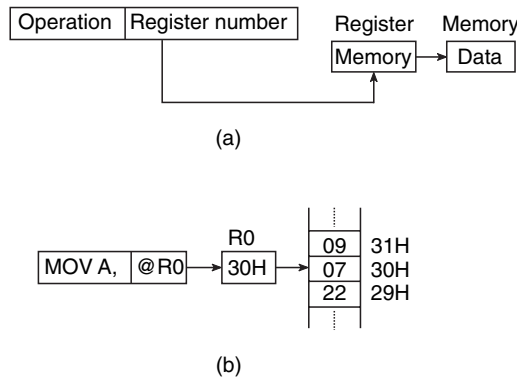 Register Memory
Operation Register number
Memory Data
(a)
R0
09 31H
MOV A, @R0 30H 07 30H
22 29H
(b)